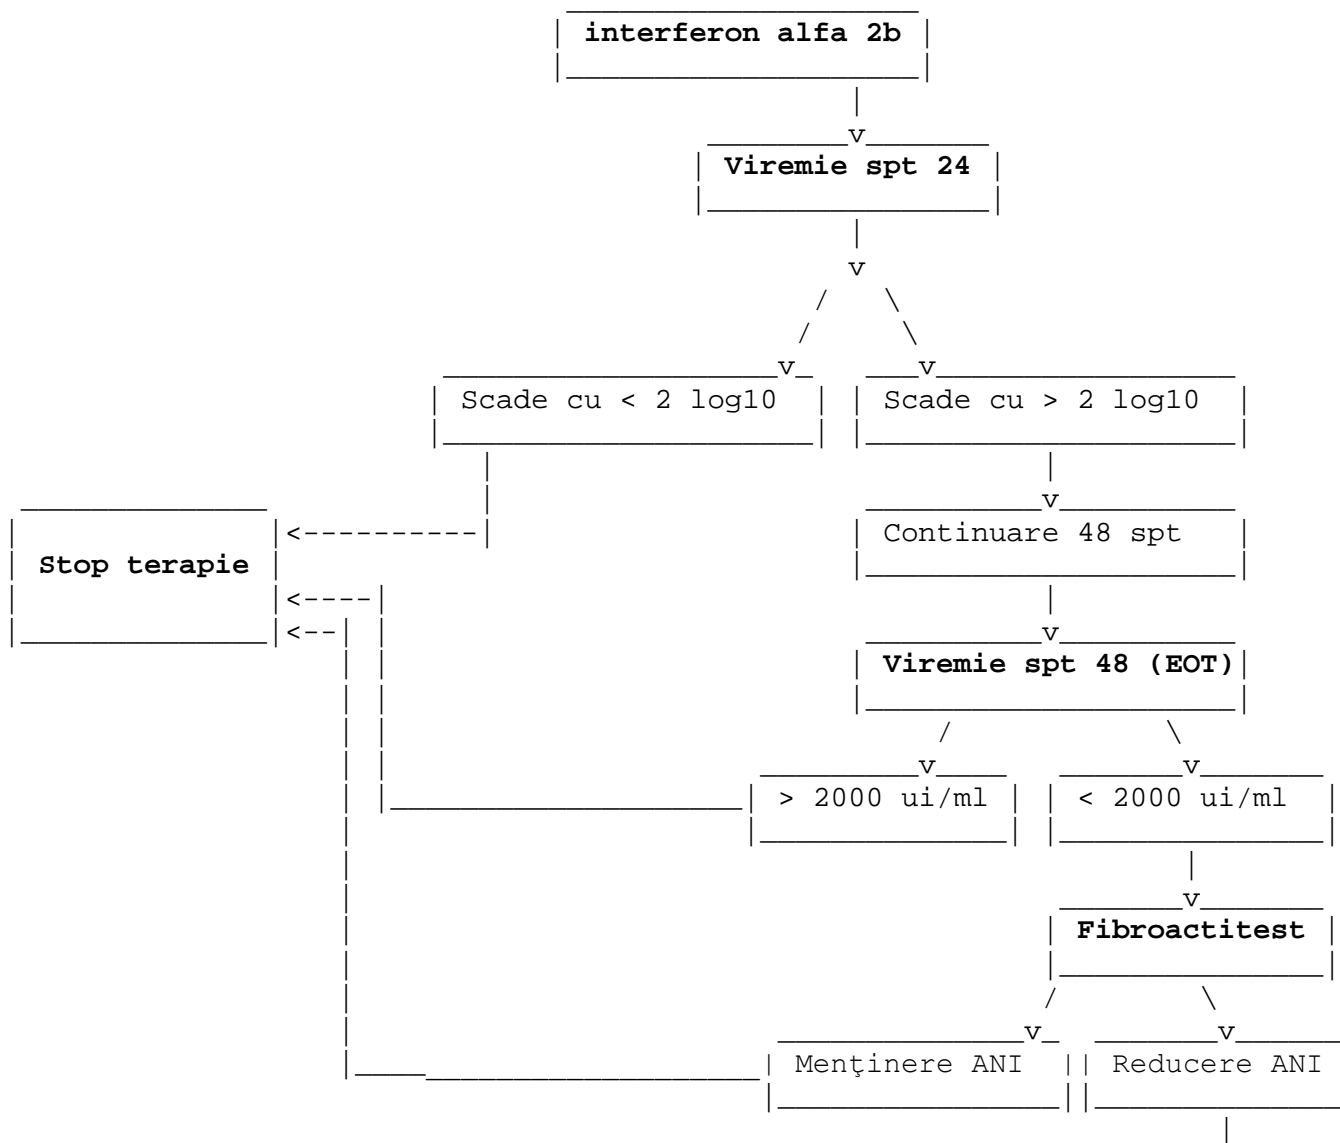 interferon alfa 2b
Viremie spt 24
Scade cu < 2 log10
Scade cu > 2 log10
Continuare 48 spt
Stop terapie
Viremie spt 48 (EOT)
> 2000 ui/ml
< 2000 ui/ml
Fibroactitest
Menţinere ANI
Reducere ANI